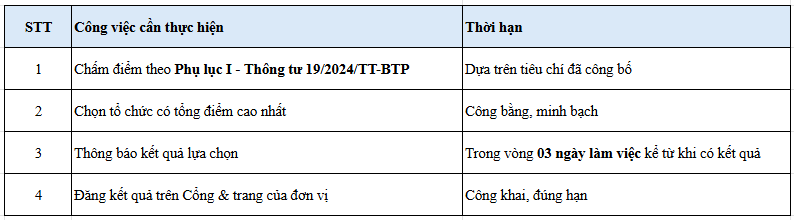 STT Công việc cần thực hiện Thời hạn
1 Chấm điểm theo Phụ lục I - Thông tư 19/2024/TT-BTP Dựa trên tiêu chí đã công bố
2 Chọn tổ chức có tổng điểm cao nhất Công bằng, minh bạch
3 Thông báo kết quả lựa chọn Trong vòng 03 ngày làm việc kể từ khi có kết quả
4 Đăng kết quả trên Cổng & trang của đơn vị Công khai, đúng hạn